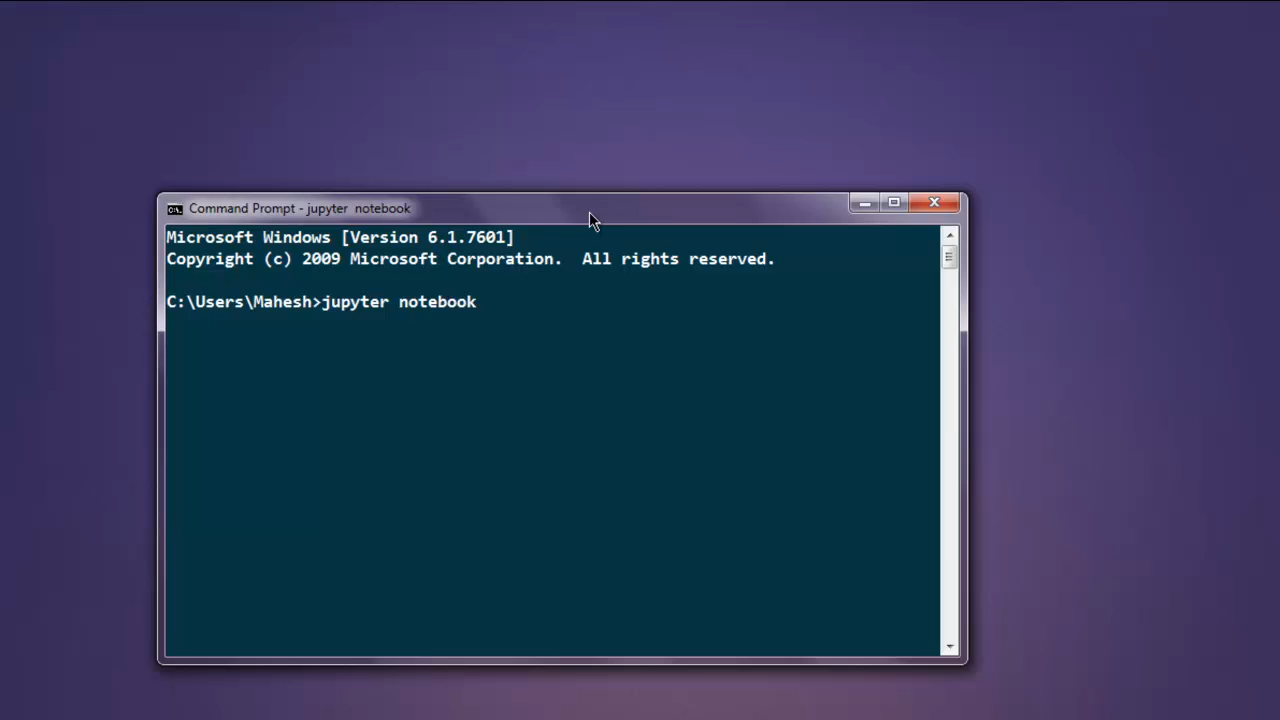 Command Prompt - jupyter  notebook
Microsoft Windows [Version 6.1.7601]
Copyright (c) 2009 Microsoft Corporation.  All rights reserved.
C:\Users\Mahesh>jupyter notebook